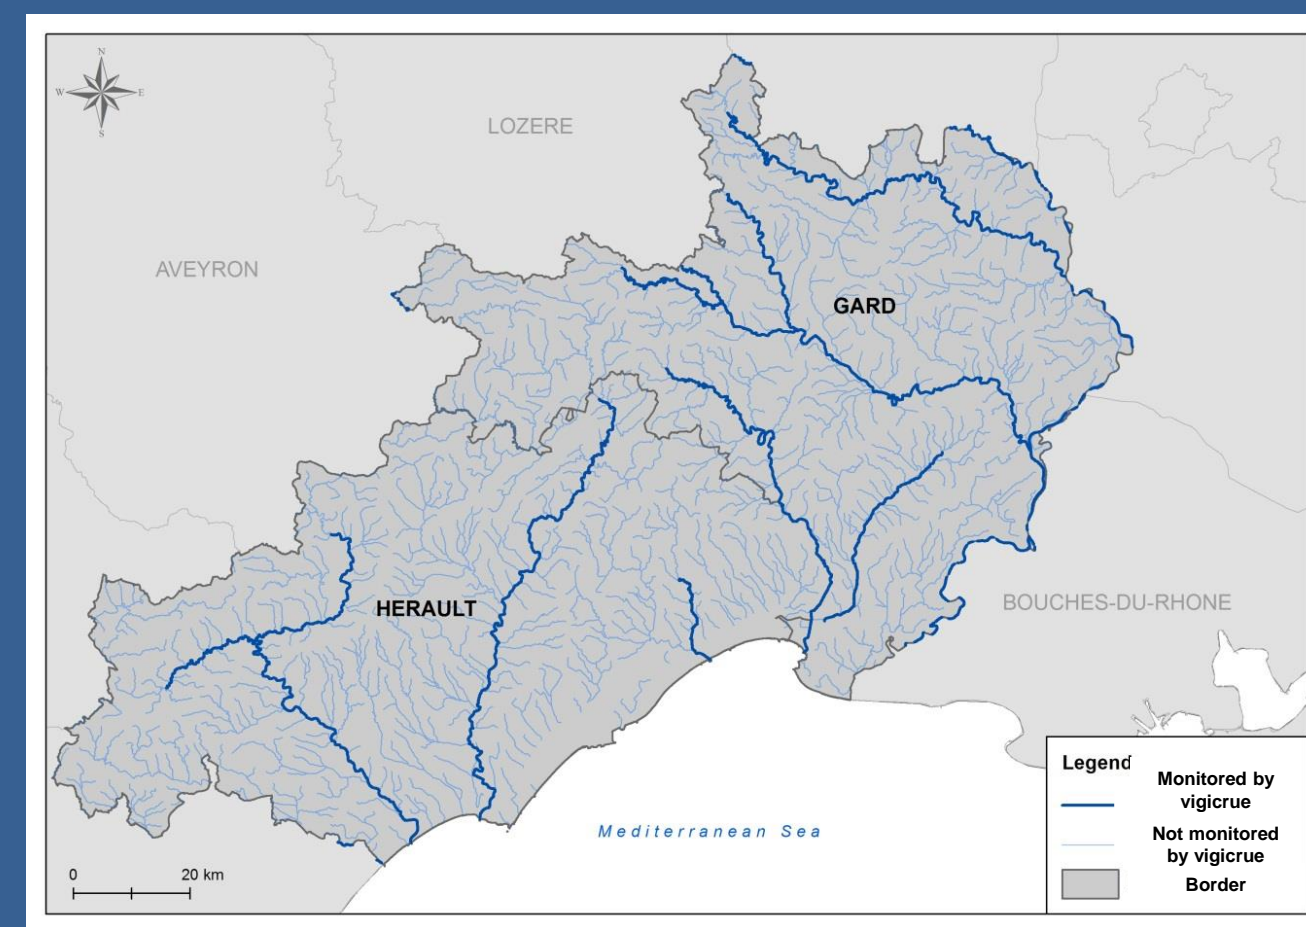 N
W E
S
LOZERE
AVEYRON
GARD
HERAULT
BOUCHES-DU-RHONE
Mediterranean Sea
0 20 km
Legend
Monitored by
vigicrue
Not monitored
by vigicrue
Border